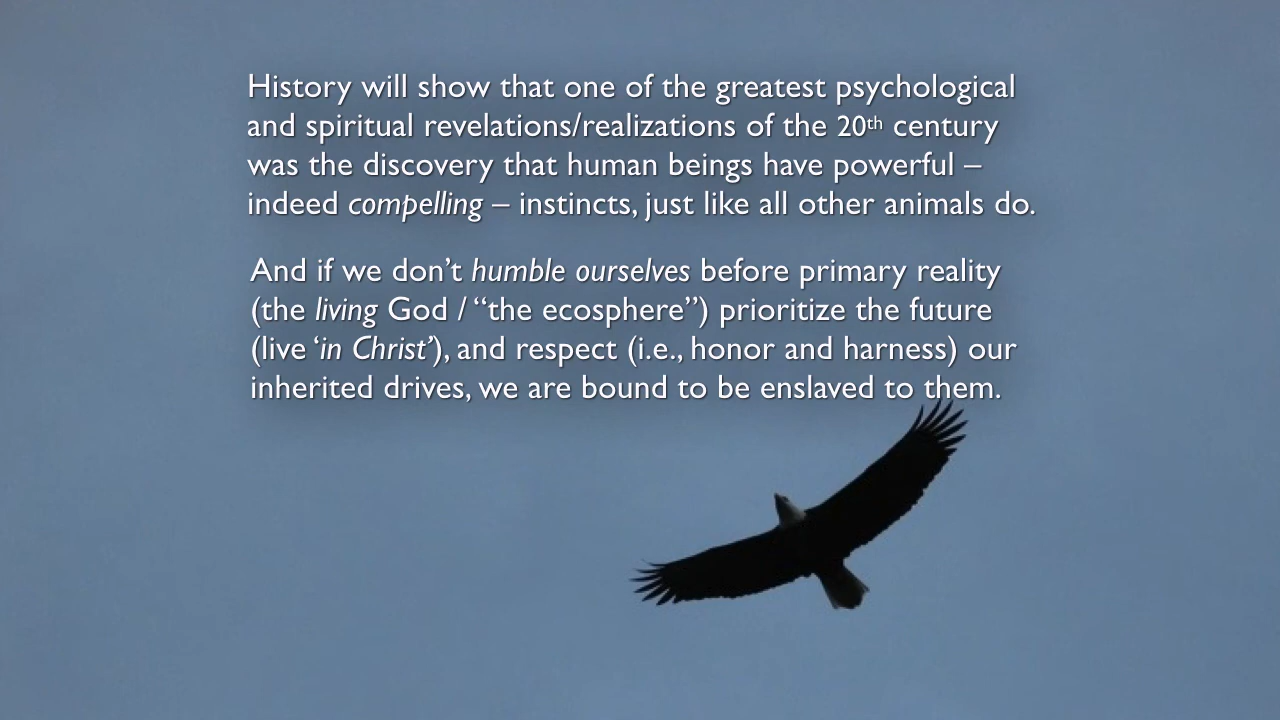 History will show that one of the greatest psychological
and spiritual revelations/realizations of the 20th century
was the discovery that human beings have powerful –
indeed compelling – instincts, just like all other animals do.
And if we don’t humble ourselves before primary reality
(the living God / “the ecosphere”) prioritize the future
(live ‘in Christ’), and respect (i.e., honor and harness) our
inherited drives, we are bound to be enslaved to them.